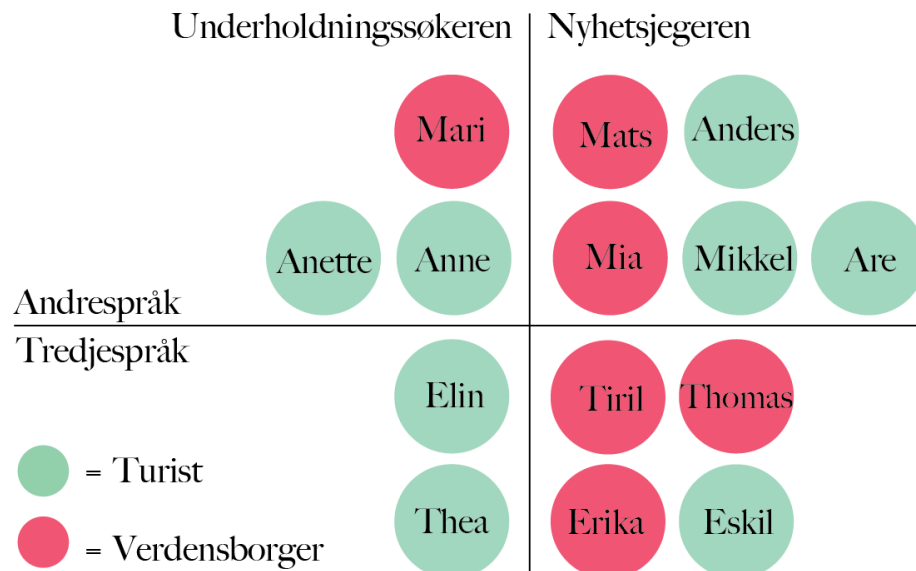 Underholdningssøkeren
Nyhetsjegeren
Mari
Mats
Anders
Anette
Anne
Mia
Mikkel
Are
Andrespråk
Tredjespråk
Elin
Tiril
Thomas
= Turist
Thea
Erika
Eskil
= Verdensborger